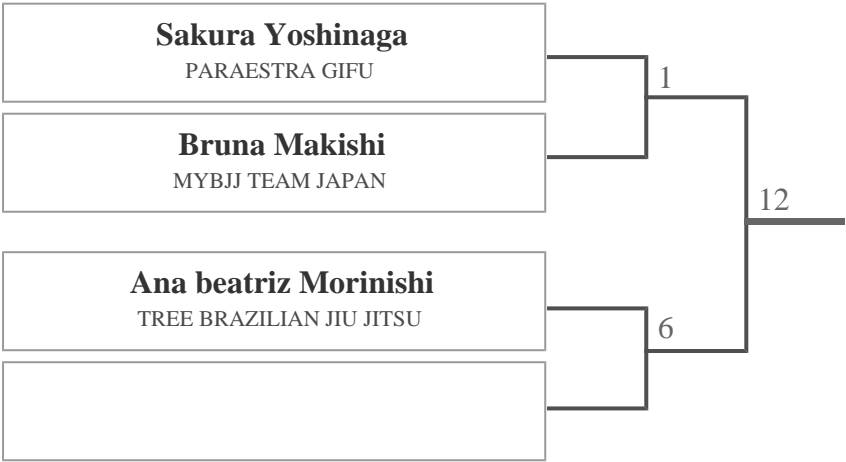 Sakura Yoshinaga
PARAESTRA GIFU
1
Bruna Makishi
MYBJJ TEAM JAPAN
12
Ana beatriz Morinishi
TREE BRAZILIAN JIU JITSU
6